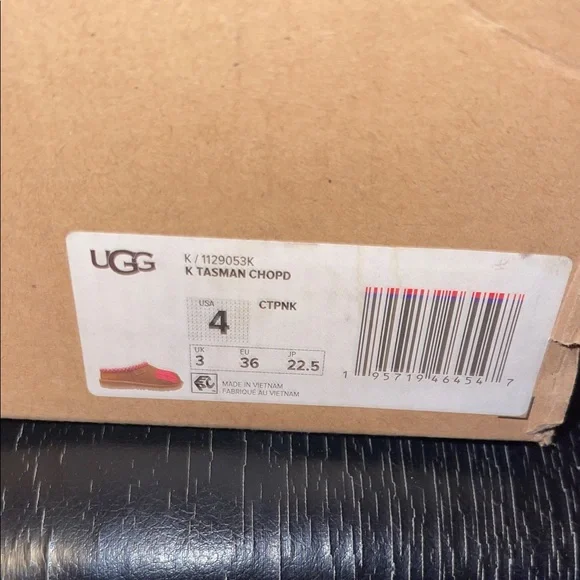 UGG
K / 1129053K
K TASMAN CHOPD
USA
4
CTPNK
UK EU JP
3 36 22.5
MADE IN VIETNAM
FABRIQUÉ AU VIETNAM
1 95719 46454 7